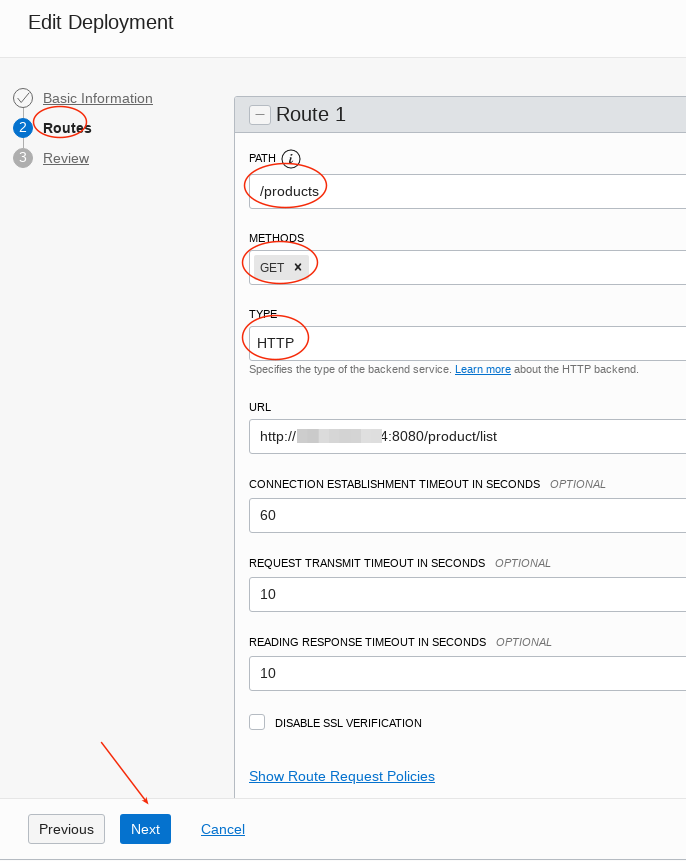 Edit Deployment
Basic Information
2 Routes
3 Review
Route 1
PATH i
/products
METHODS
GET x
TYPE
HTTP
Specifies the type of the backend service. Learn more about the HTTP backend.
URL
http:// 4:8080/product/list
CONNECTION ESTABLISHMENT TIMEOUT IN SECONDS OPTIONAL
60
REQUEST TRANSMIT TIMEOUT IN SECONDS OPTIONAL
10
READING RESPONSE TIMEOUT IN SECONDS OPTIONAL
10
DISABLE SSL VERIFICATION
Show Route Request Policies
Previous Next Cancel